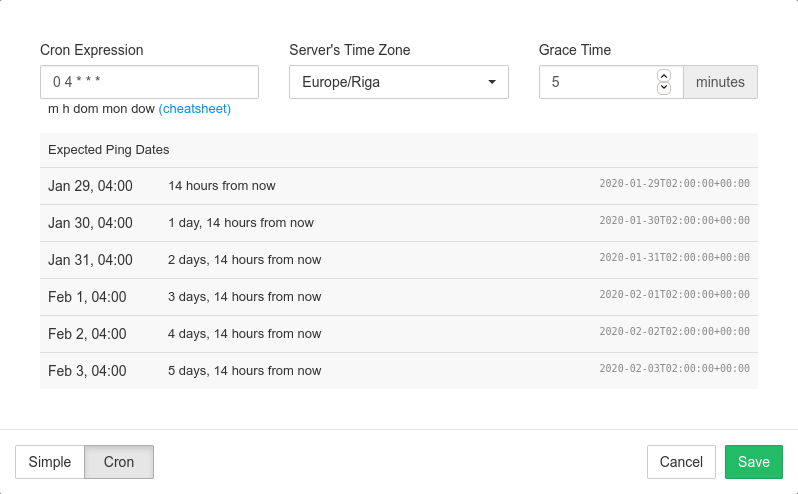 Cron Expression Server's Time Zone Grace Time
0 4 * * * Europe/Riga 5 minutes
m h dom mon dow (cheatsheet)
Expected Ping Dates
Jan 29, 04:00 14 hours from now 2020-01-29T02:00:00+00:00
Jan 30, 04:00 1 day, 14 hours from now 2020-01-30T02:00:00+00:00
Jan 31, 04:00 2 days, 14 hours from now 2020-01-31T02:00:00+00:00
Feb 1, 04:00 3 days, 14 hours from now 2020-02-01T02:00:00+00:00
Feb 2, 04:00 4 days, 14 hours from now 2020-02-02T02:00:00+00:00
Feb 3, 04:00 5 days, 14 hours from now 2020-02-03T02:00:00+00:00
Simple Cron Cancel Save